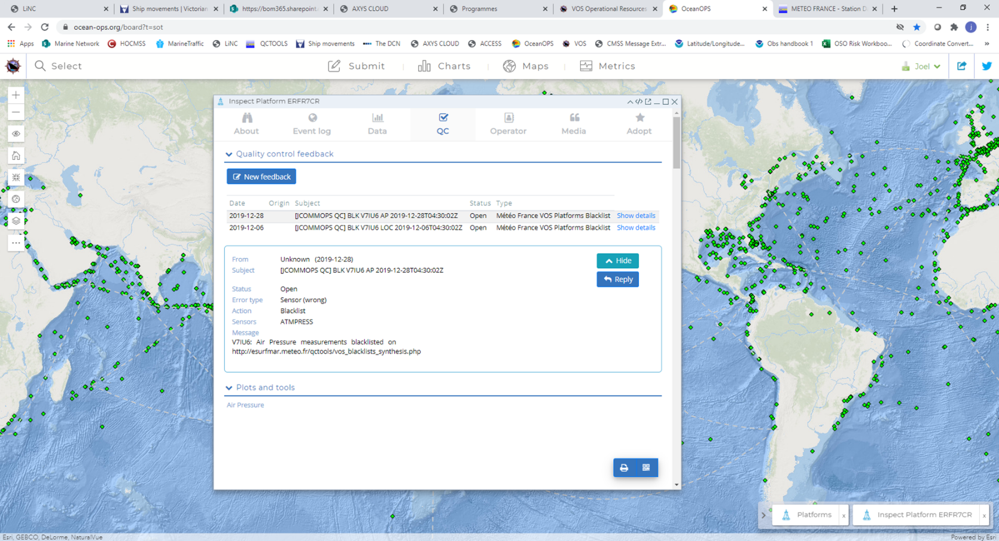 LiNC
Ship movements | Victorian
https://bom365.sharepoint.
AXYS CLOUD
Programmes
VOS Operational Resources
OceanOPS
METEO FRANCE - Station D
ocean-ops.org/board?t=sot
j
Apps
Marine Network
HOCMSS
MarineTraffic
LiNC
QCTOOLS
Ship movements
The DCN
AXYS CLOUD
ACCESS
OceanOPS
VOS
CMSS Message Extr...
Latitude/Longitude...
Obs handbook 1
OSO Risk Workboo...
Coordinate Convert...
Select
Submit
Charts
Maps
Metrics
Joel
Inspect Platform ERFR7CR
About
Event log
Data
QC
Operator
Media
Adopt
Quality control feedback
New feedback
Date Origin Subject Status Type
2019-12-28 [JCOMMOPS QC] BLK V7IU6 AP 2019-12-28T04:30:02Z Open Météo France VOS Platforms Blacklist Show details
2019-12-06 [JCOMMOPS QC] BLK V7IU6 LOC 2019-12-06T04:30:02Z Open Météo France VOS Platforms Blacklist Show details
From Unknown (2019-12-28)
Hide
Subject [JCOMMOPS QC] BLK V7IU6 AP 2019-12-28T04:30:02Z
Reply
Status Open
Error type Sensor (wrong)
Action Blacklist
Sensors ATMPRESS
Message
V7IU6: Air Pressure measurements blacklisted on
http://esurfmar.meteo.fr/qctools/vos_blacklists_synthesis.php
Plots and tools
Air Pressure
Platforms x
Inspect Platform ERFR7CR x
Esri, GEBCO, DeLorme, NaturalVue
Powered by Esri